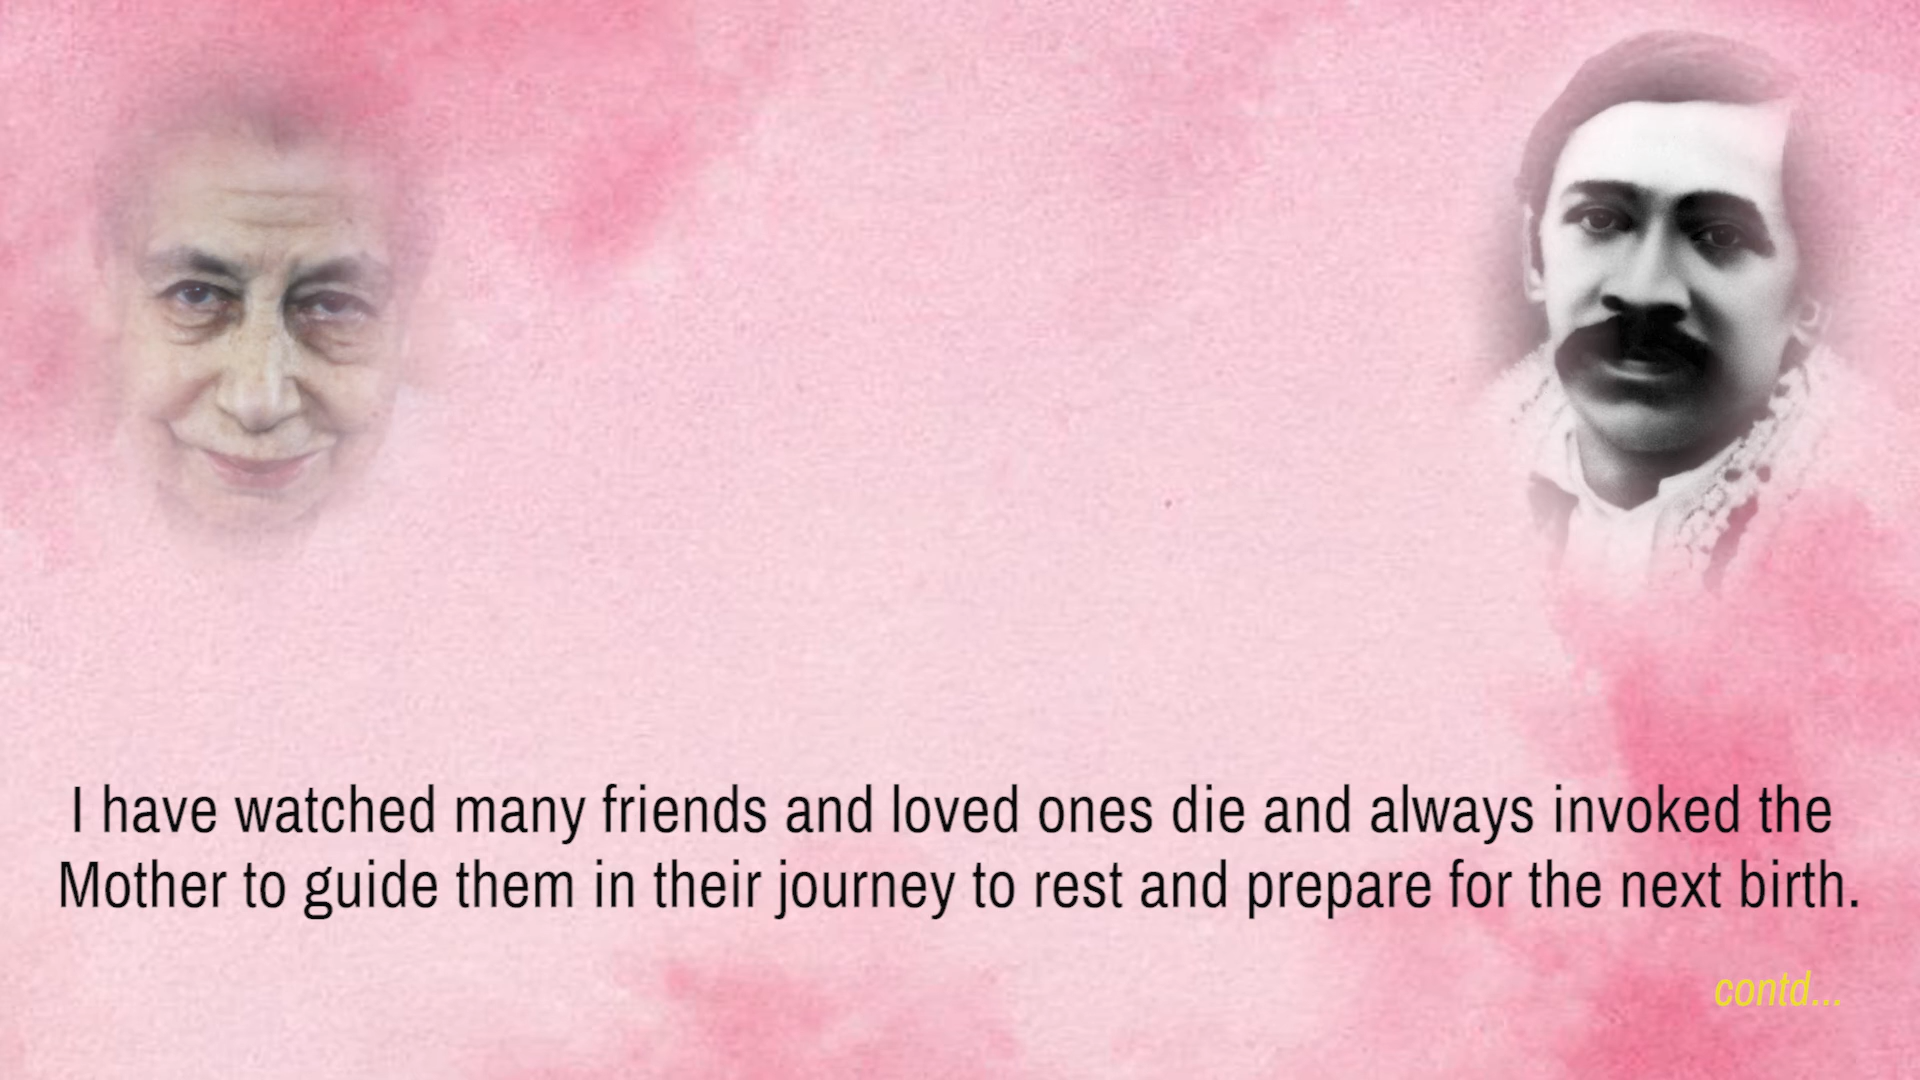 I have watched many friends and loved ones die and always invoked the
Mother to guide them in their journey to rest and prepare for the next birth.
contd...